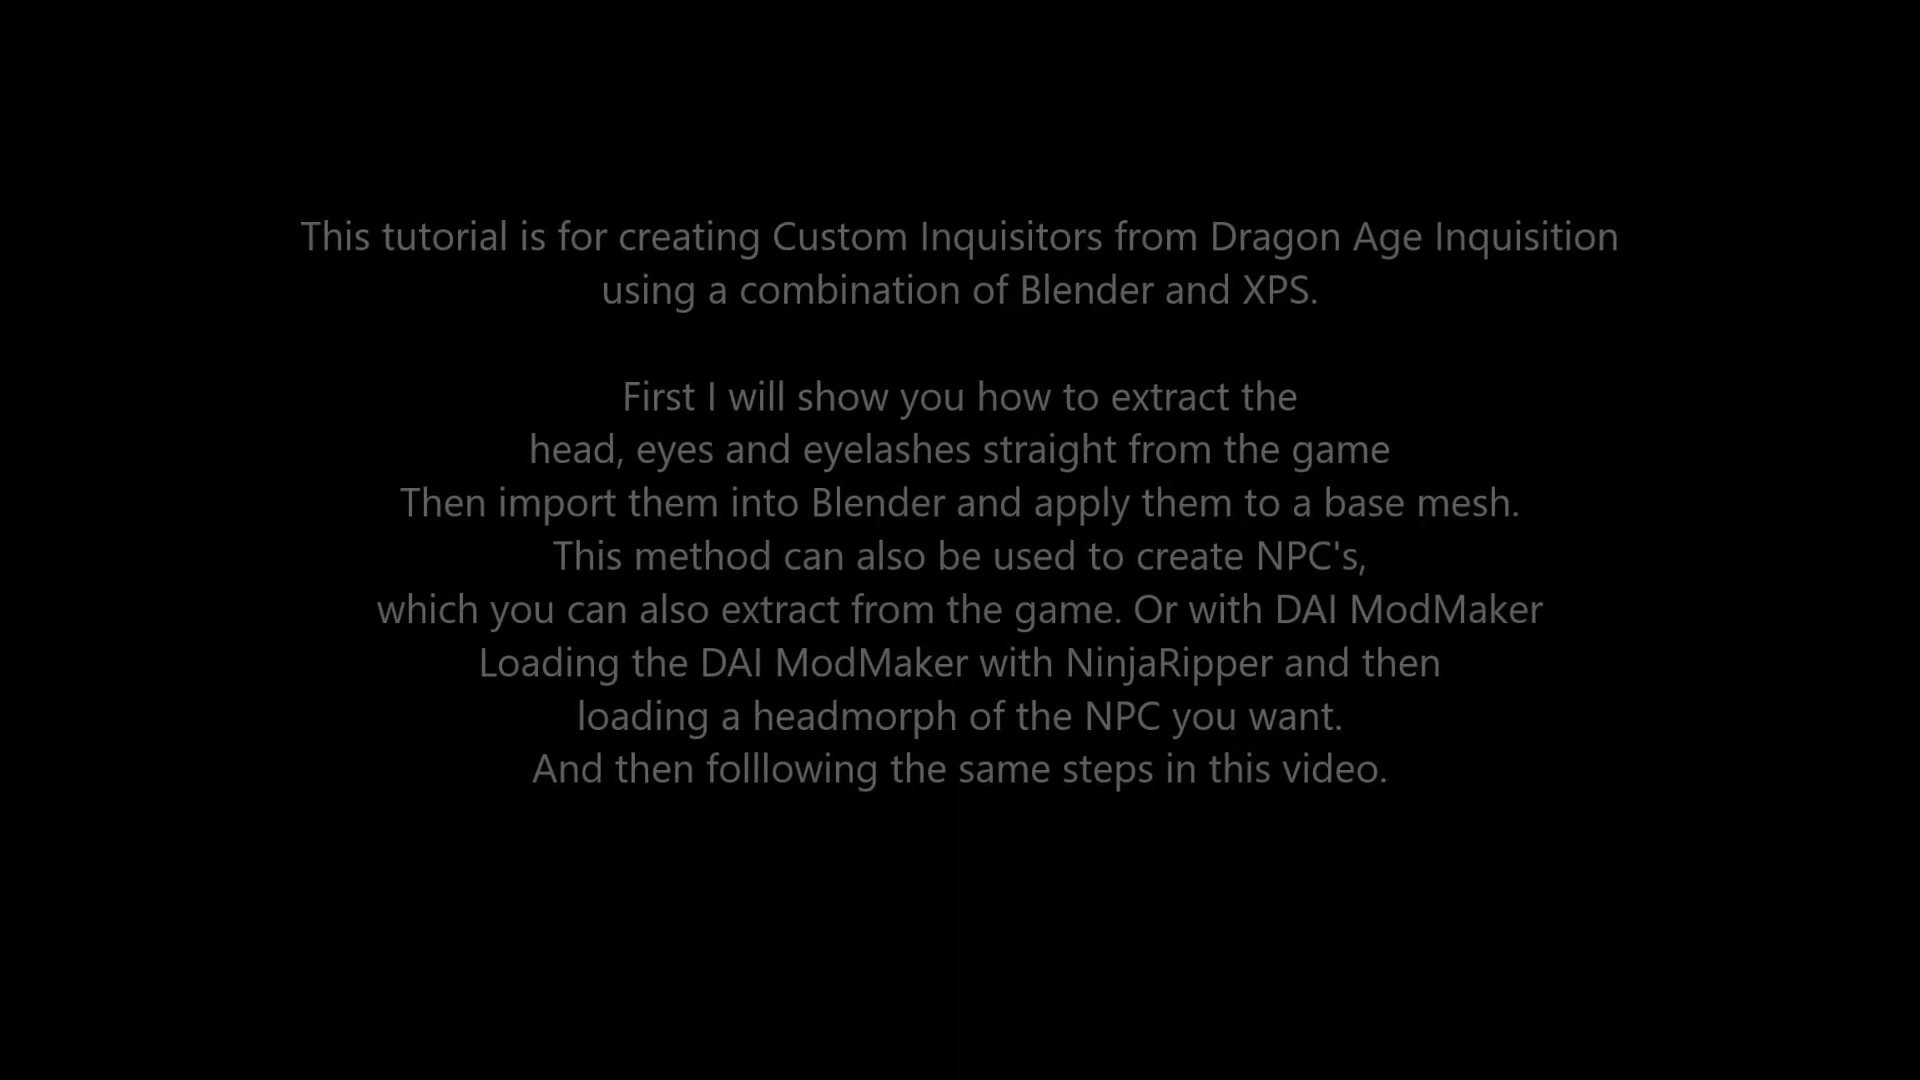 This tutorial is for creating Custom Inquisitors from Dragon Age Inquisition
using a combination of Blender and XPS.
First I will show you how to extract the
head, eyes and eyelashes straight from the game
Then import them into Blender and apply them to a base mesh.
This method can also be used to create NPC's,
which you can also extract from the game. Or with DAI ModMaker
Loading the DAI ModMaker with NinjaRipper and then
loading a headmorph of the NPC you want.
And then folllowing the same steps in this video.